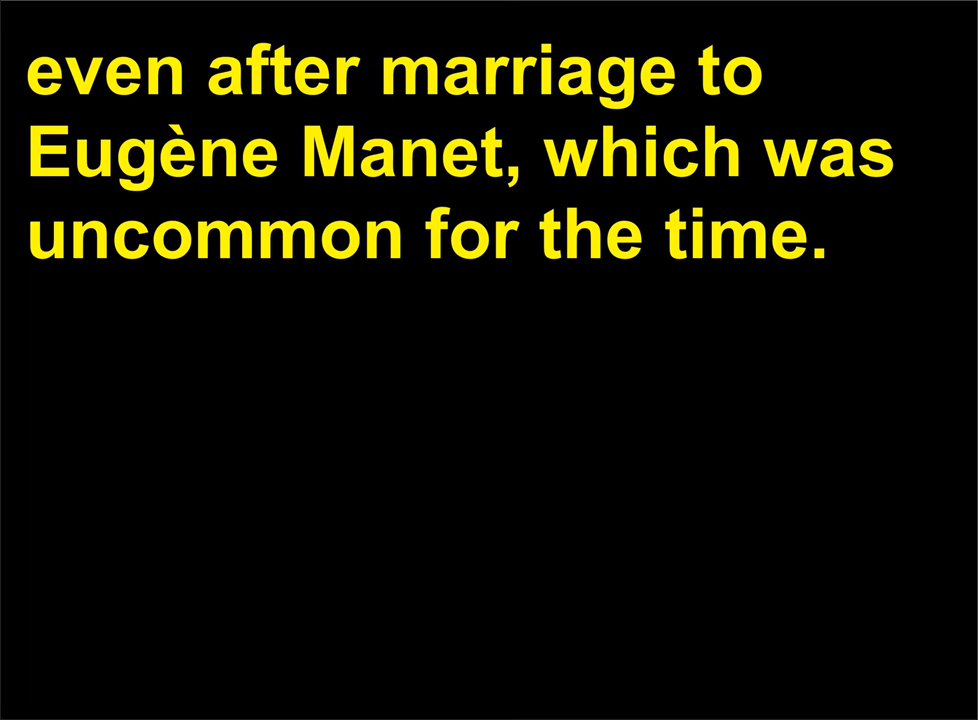 even after marriage to
Eugène Manet, which was
uncommon for the time.